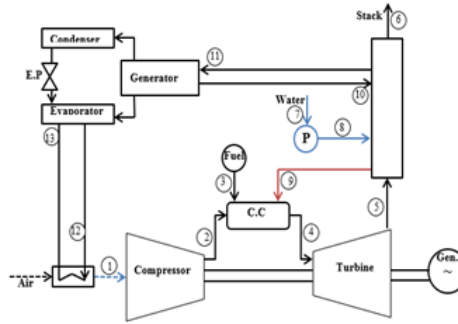 Stack
6
Condenser
11
E.P
Generator
10
Evaporator
Water
13
7
P
8
Fuel
3
9
C.C
5
2
4
12
1
Air
Compressor
Turbine
Gen.
~